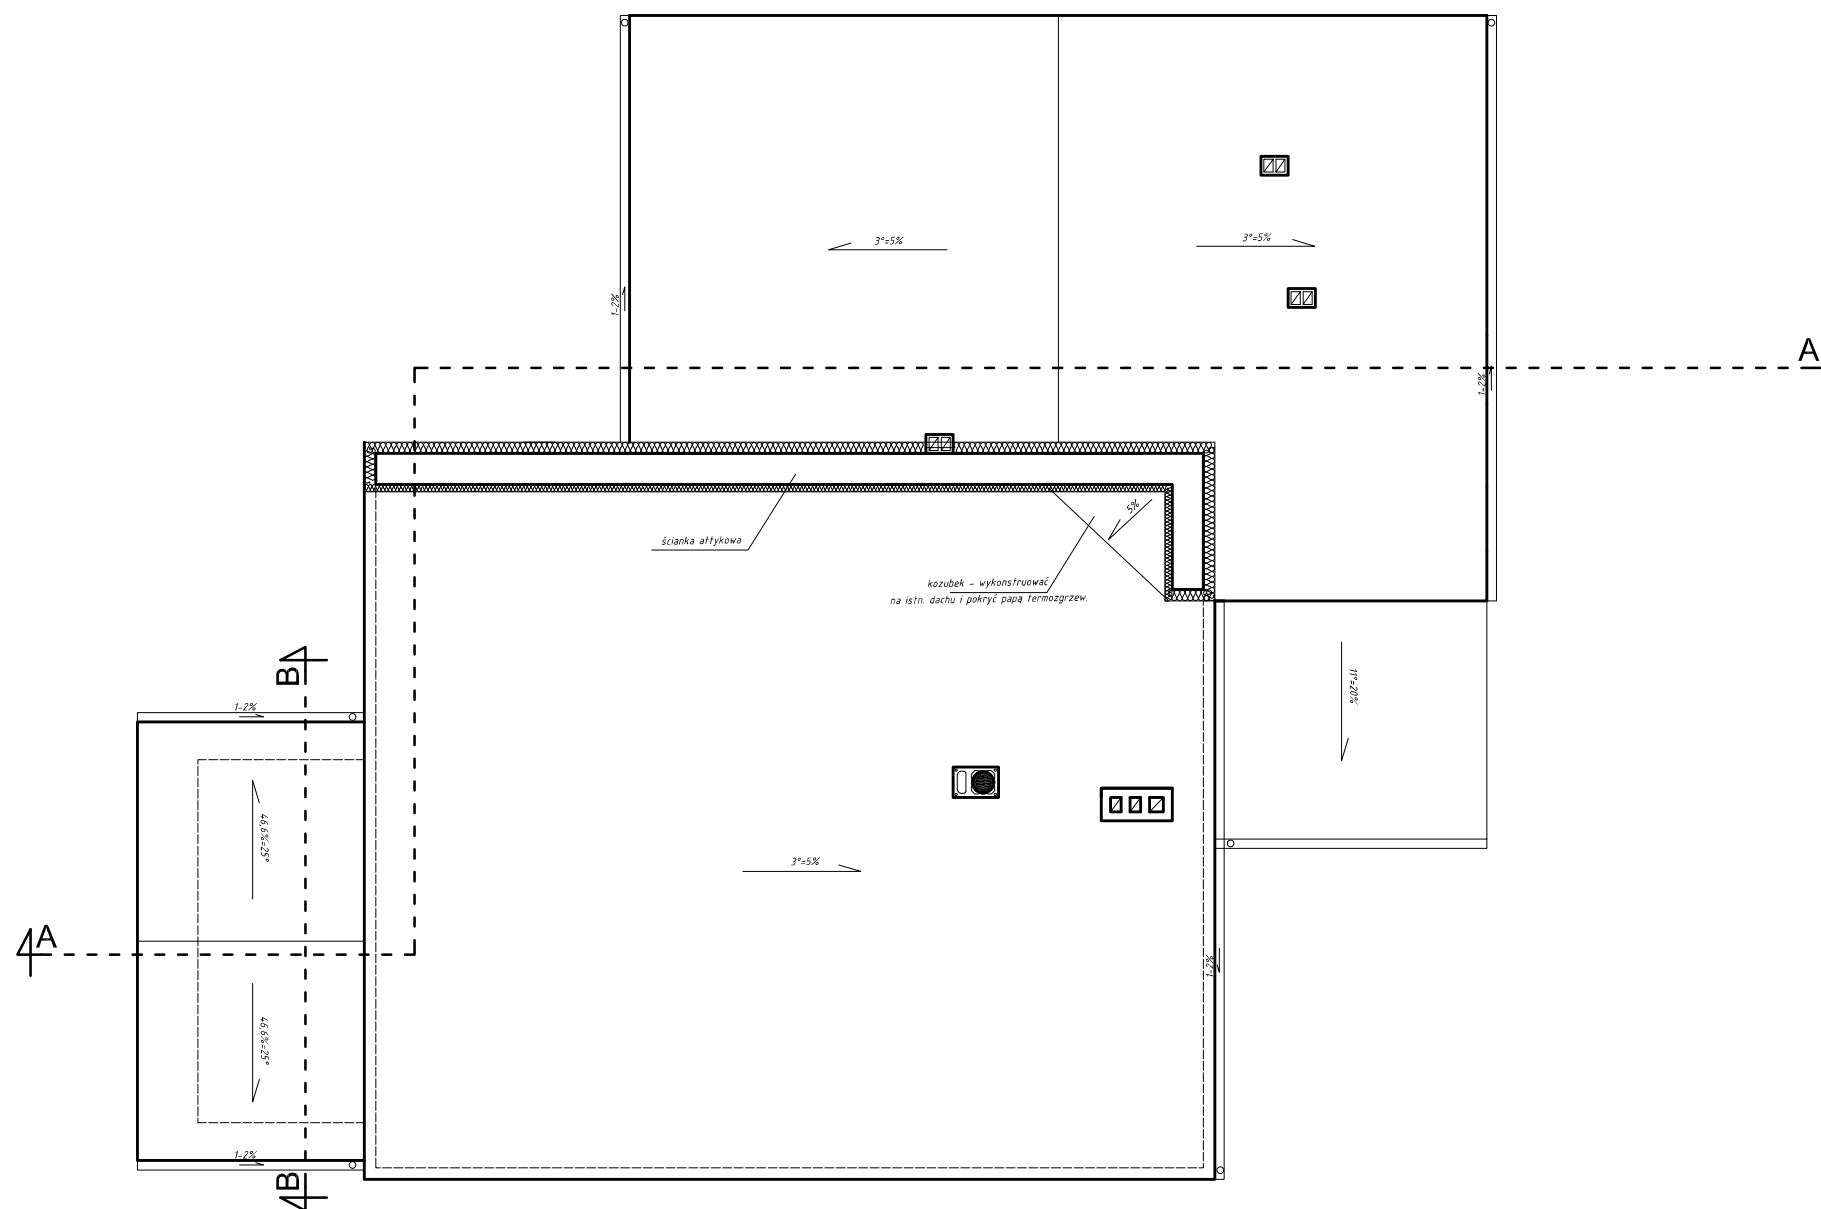 3°=5%
3°=5%
1-2%
A
1-2%
5%
ścianka attykowa
kozubek - wykonstruować
na istn. dachu i pokryć papą termozgrzew.
B
11°=20%
1-2%
46,6%=25°
3°=5%
A
1-2%
46,6%=25°
1-2%
B